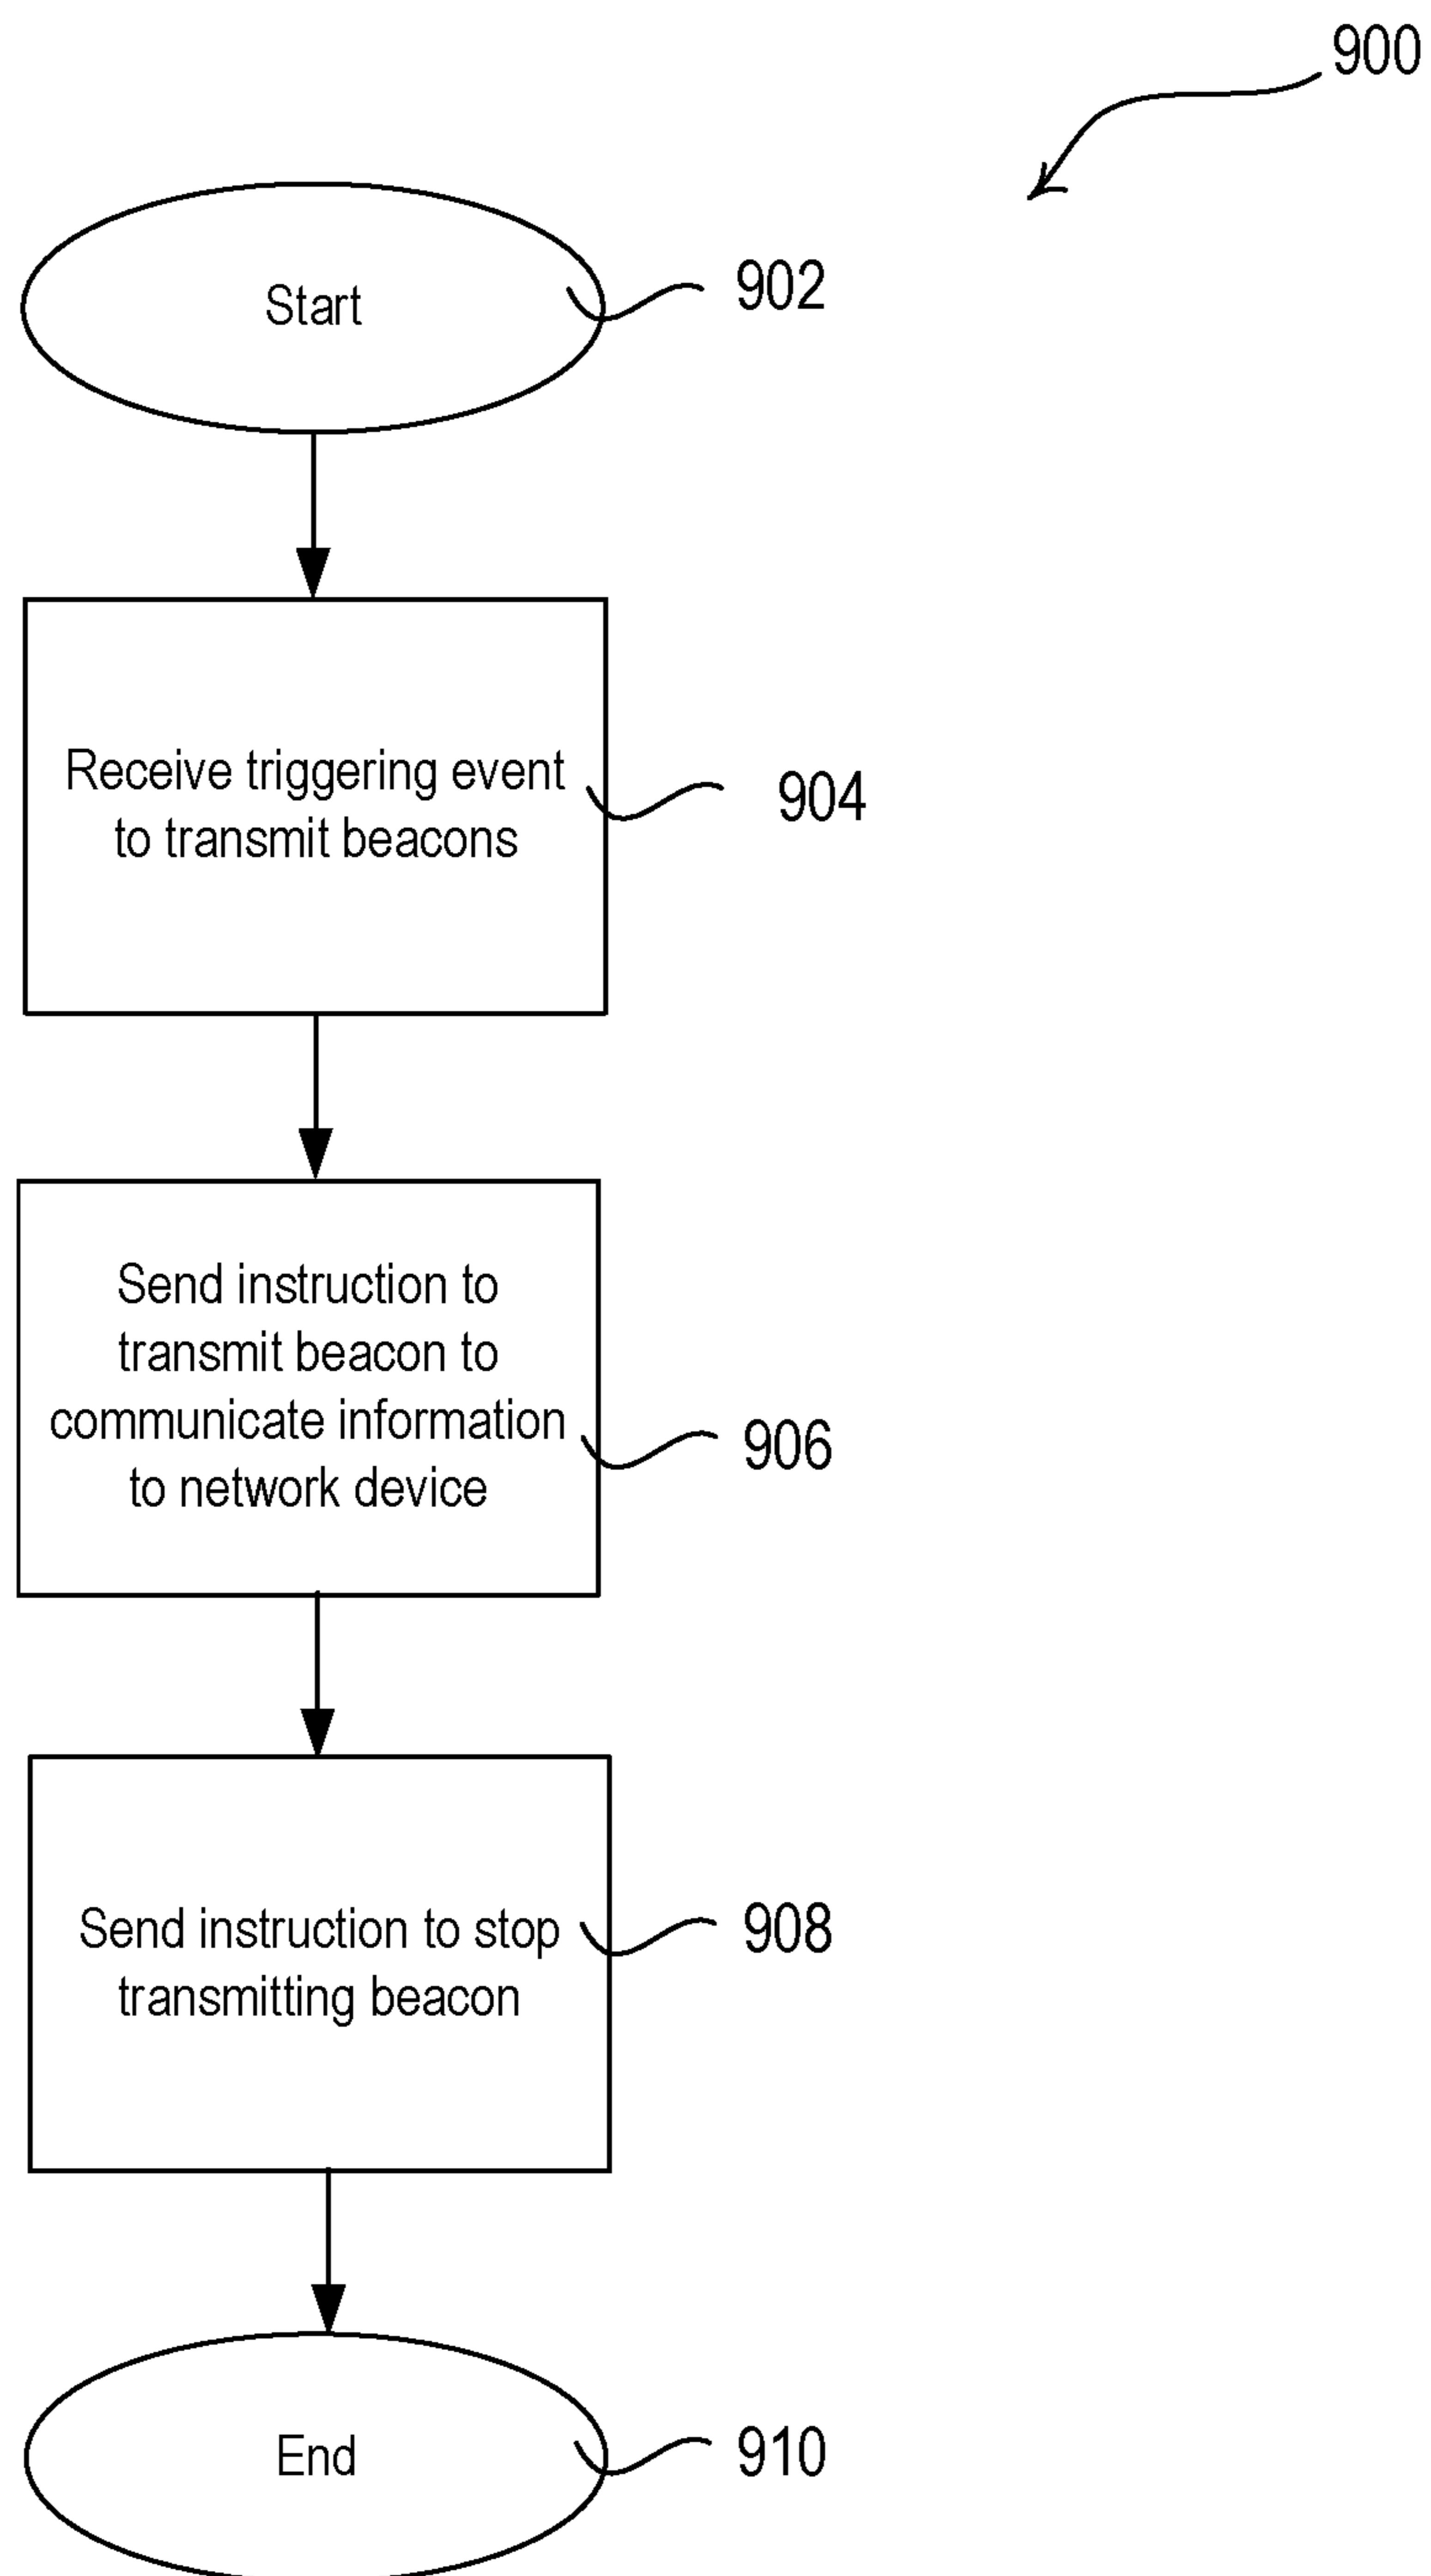 900
Start
902
Receive triggering event
to transmit beacons
904
Send instruction to
transmit beacon to
communicate information
to network device
906
Send instruction to stop
transmitting beacon
908
End
910